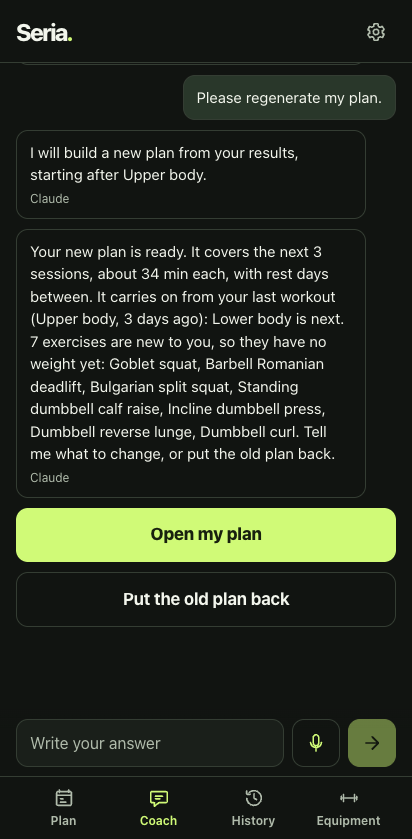 Seria.
Please regenerate my plan.
I will build a new plan from your results,
starting after Upper body.
Claude
Your new plan is ready. It covers the next 3
sessions, about 34 min each, with rest days
between. It carries on from your last workout
(Upper body, 3 days ago): Lower body is next.
7 exercises are new to you, so they have no
weight yet: Goblet squat, Barbell Romanian
deadlift, Bulgarian split squat, Standing
dumbbell calf raise, Incline dumbbell press,
Dumbbell reverse lunge, Dumbbell curl. Tell
me what to change, or put the old plan back.
Claude
Open my plan
Put the old plan back
Write your answer
Plan
Coach
History
Equipment